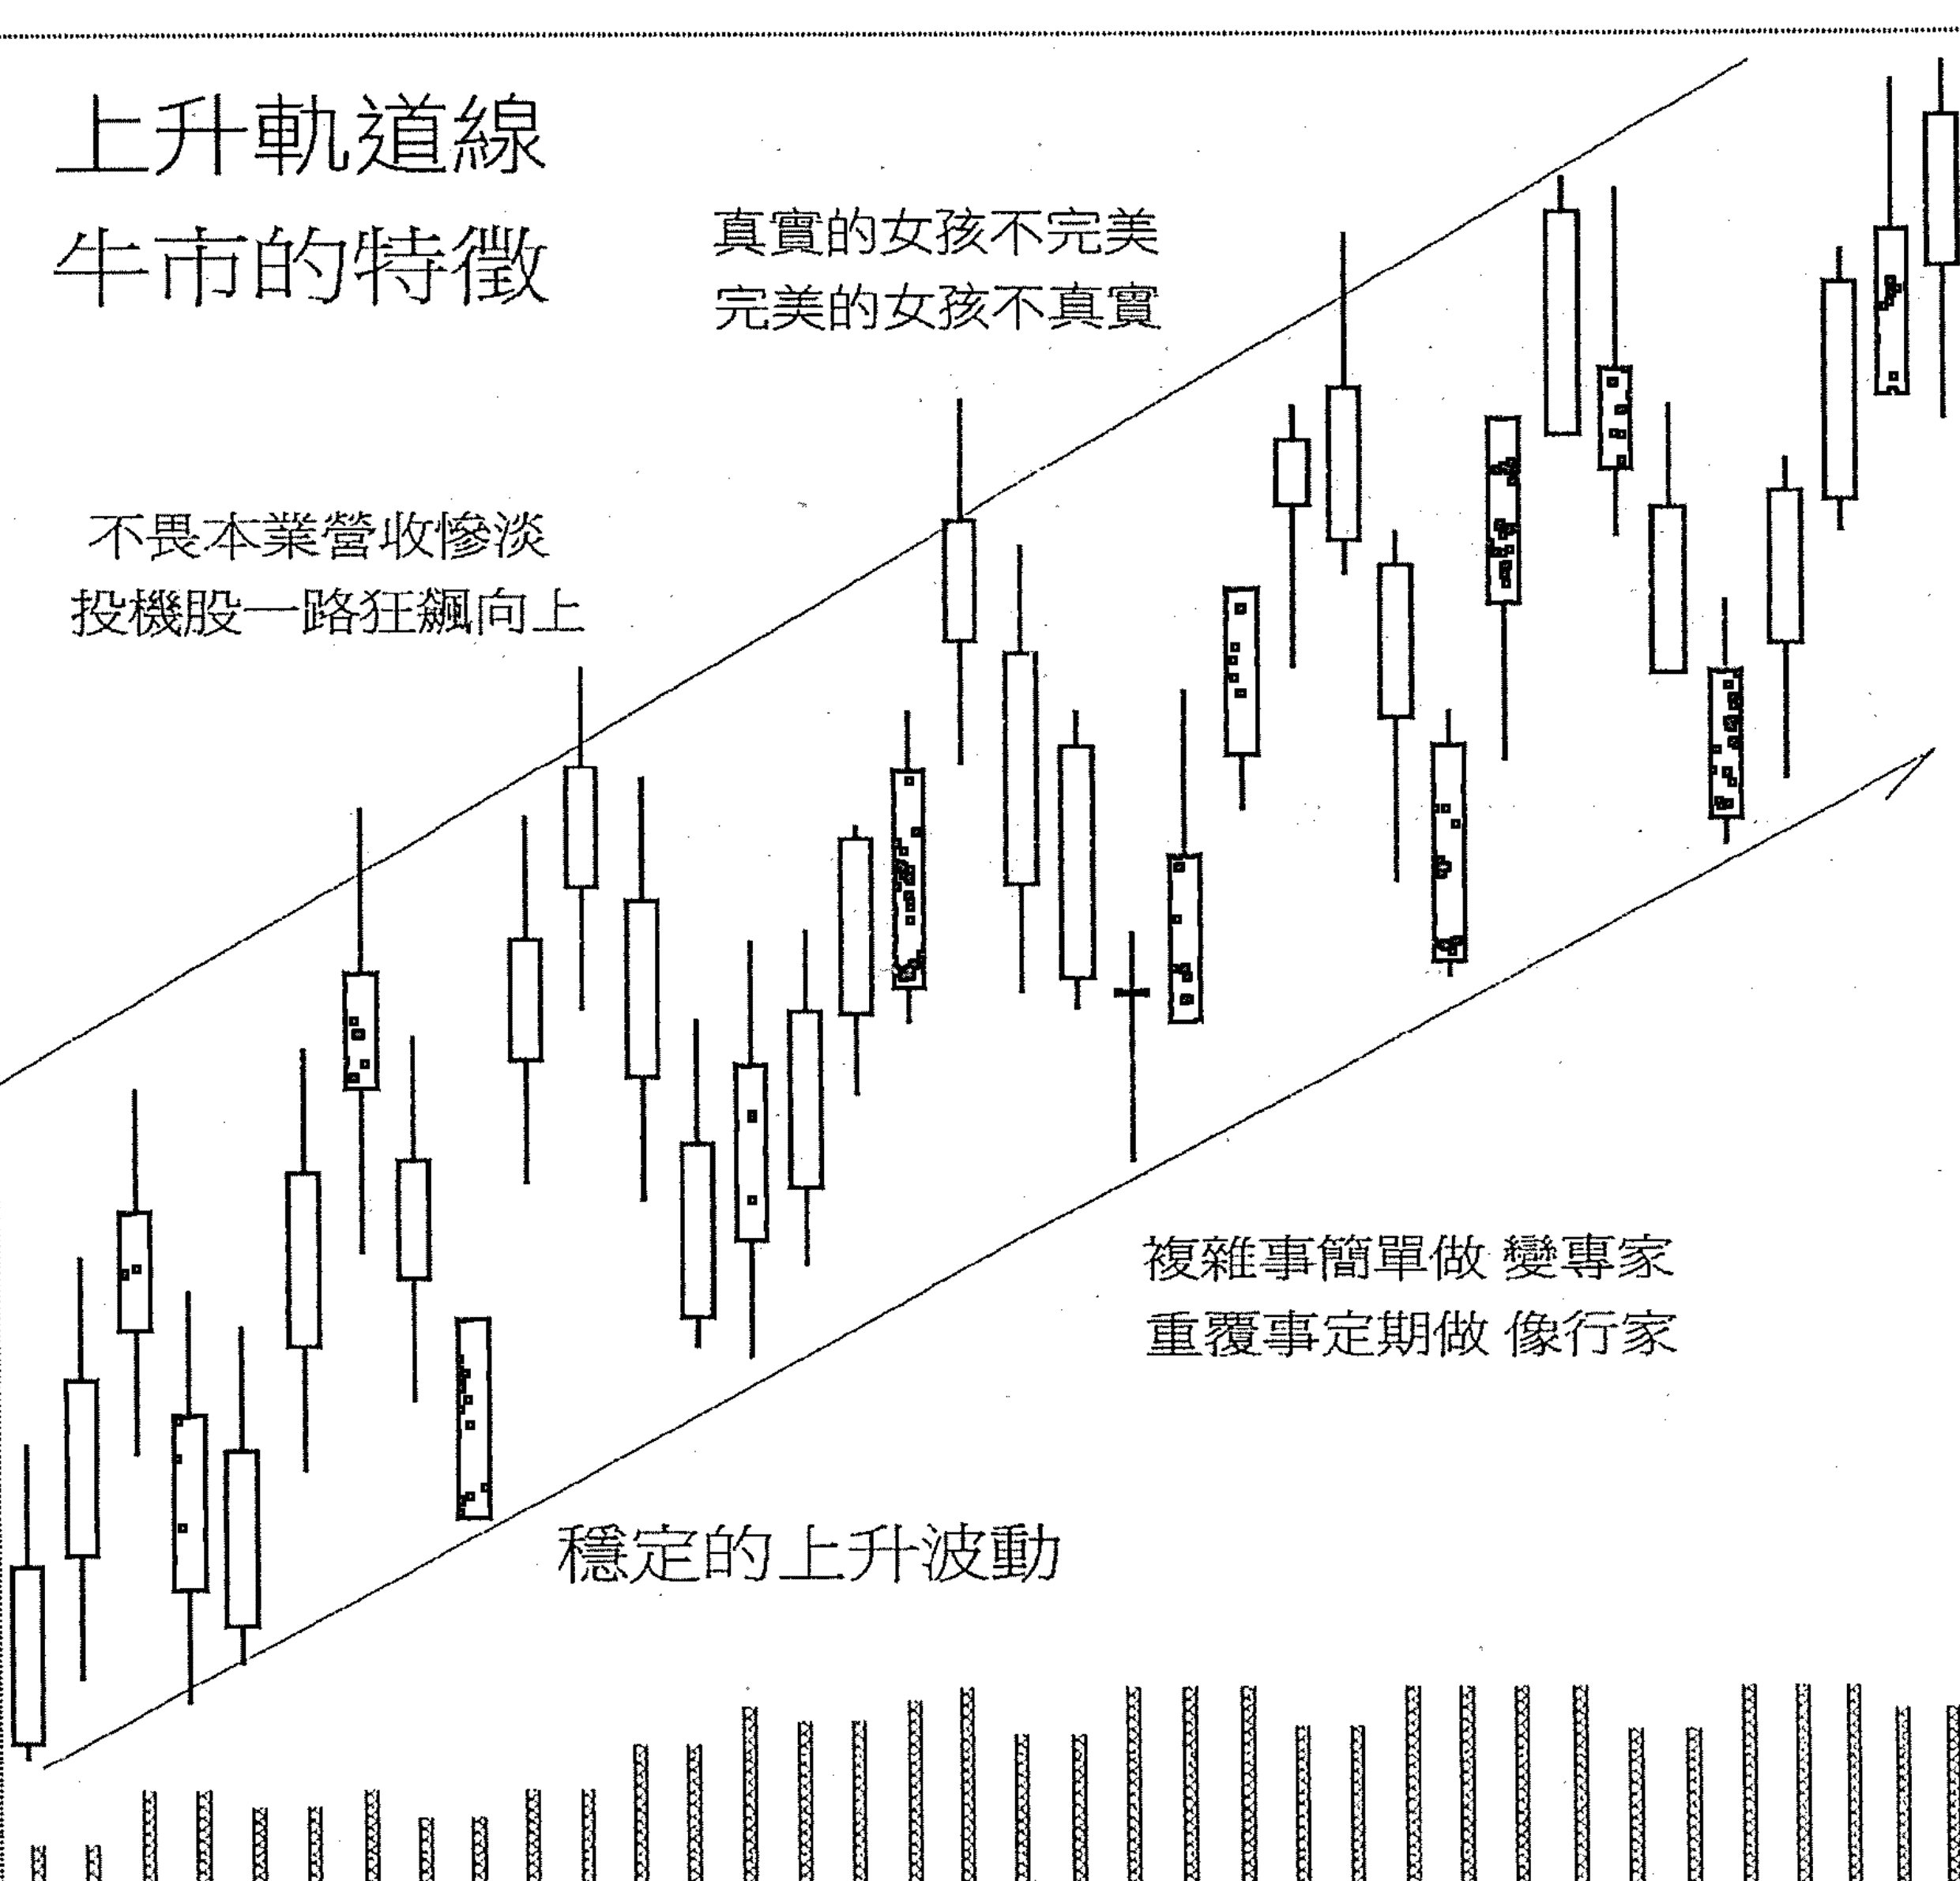 上升軌道線
牛市的特徵
真實的女孩不完美
完美的女孩不真實
不畏本業營收慘淡
投機股一路狂飆向上
複雜事簡單做 變專家
重覆事定期做 像行家
穩定的上升波動